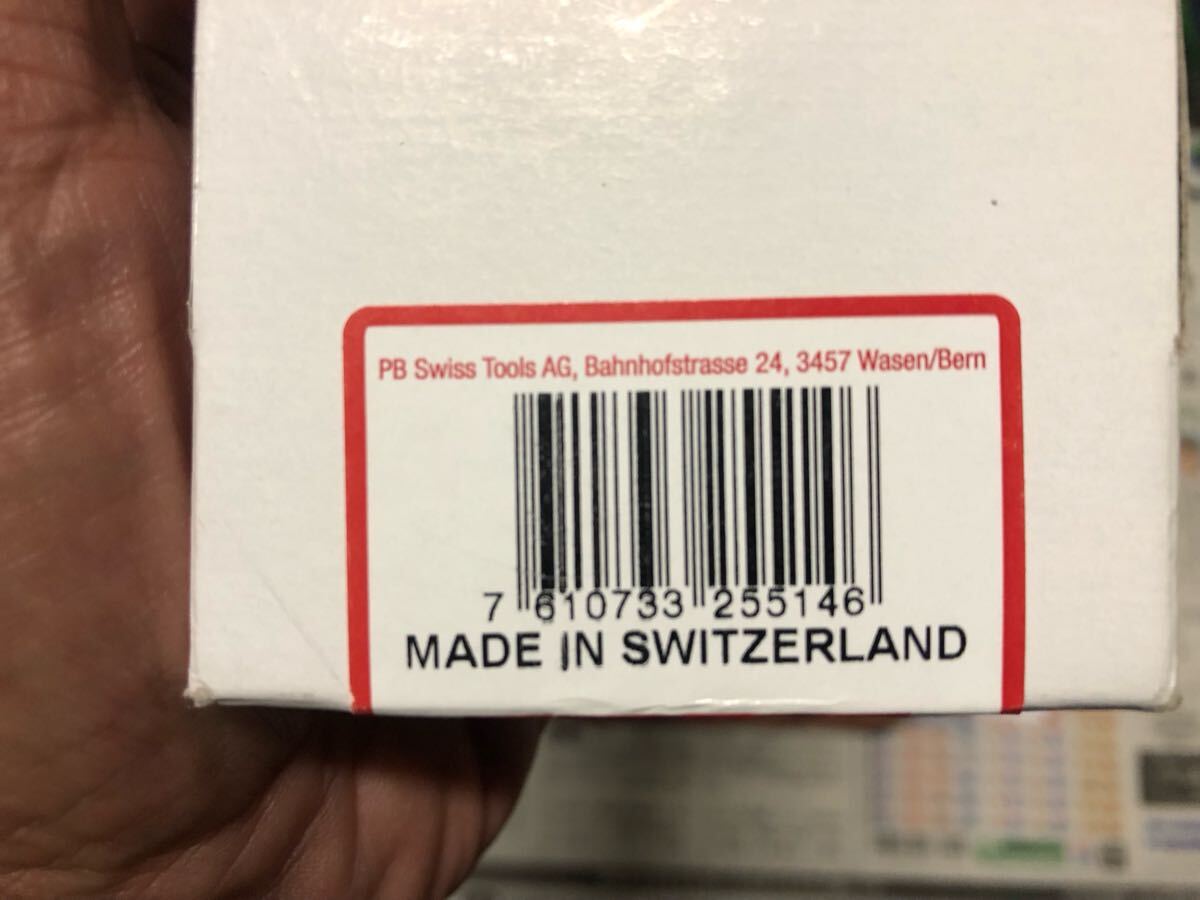 PB Swiss Tools AG, Bahnhofstrasse 24, 3457 Wasen/Bern
7 610733 255146
MADE IN SWITZERLAND